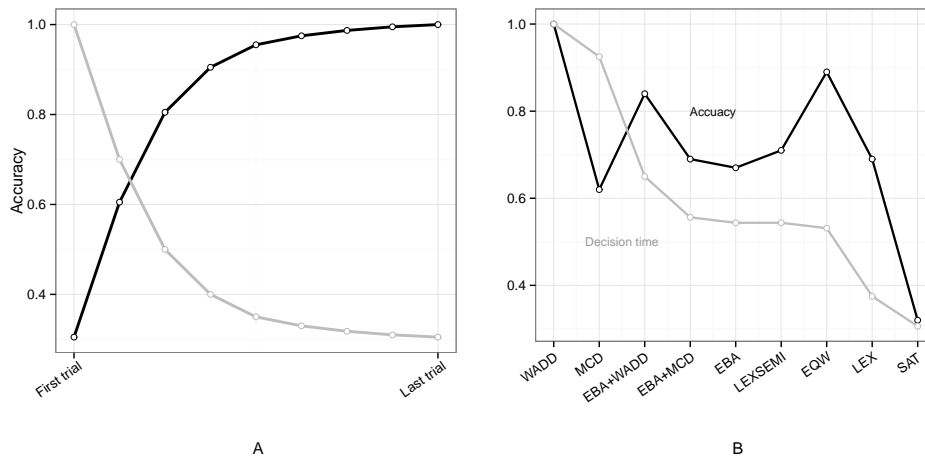 1.0
0.8
0.6
0.4
Accuracy
First trial
Last trial
A
1.0
0.8
0.6
0.4
Accuacy
Decision time
WADD
MCD
EBA+WADD
EBA+MCD
EBA
LEXSEMI
EQW
LEX
SAT
B